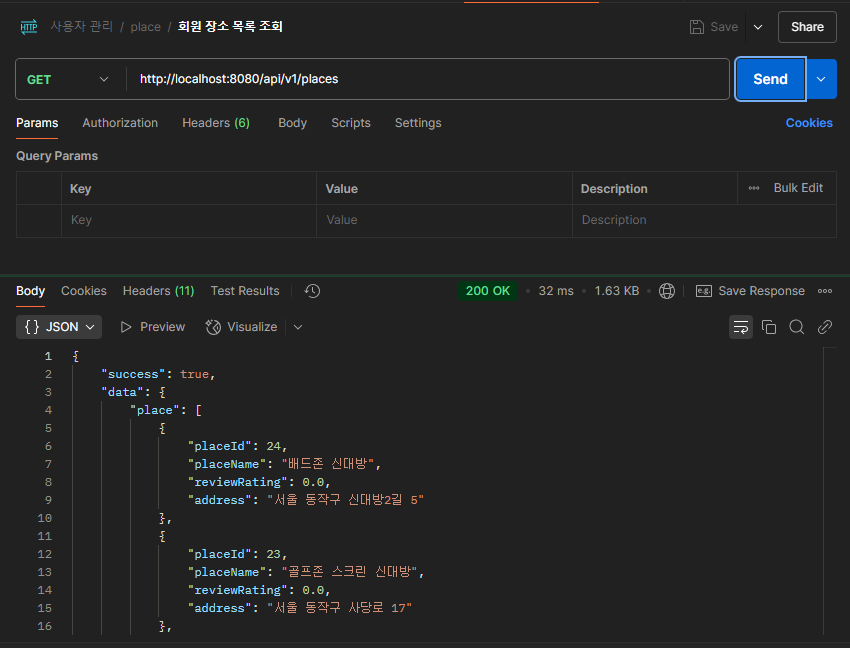 HTTP 사용자 관리 / place / 회원 장소 목록 조회 Save Share
GET http://localhost:8080/api/v1/places Send
Params Authorization Headers (6) Body Scripts Settings Cookies
Query Params
Key Value Description Bulk Edit
Key Value Description
Body Cookies Headers (11) Test Results 200 OK 32 ms 1.63 KB e.g. Save Response
{} JSON Preview Visualize
1 {
2 "success": true,
3 "data": {
4 "place": [
5 {
6 "placeId": 24,
7 "placeName": "배드존 신대방",
8 "reviewRating": 0.0,
9 "address": "서울 동작구 신대방2길 5"
10 },
11 {
12 "placeId": 23,
13 "placeName": "골프존 스크린 신대방",
14 "reviewRating": 0.0,
15 "address": "서울 동작구 사당로 17"
16 },